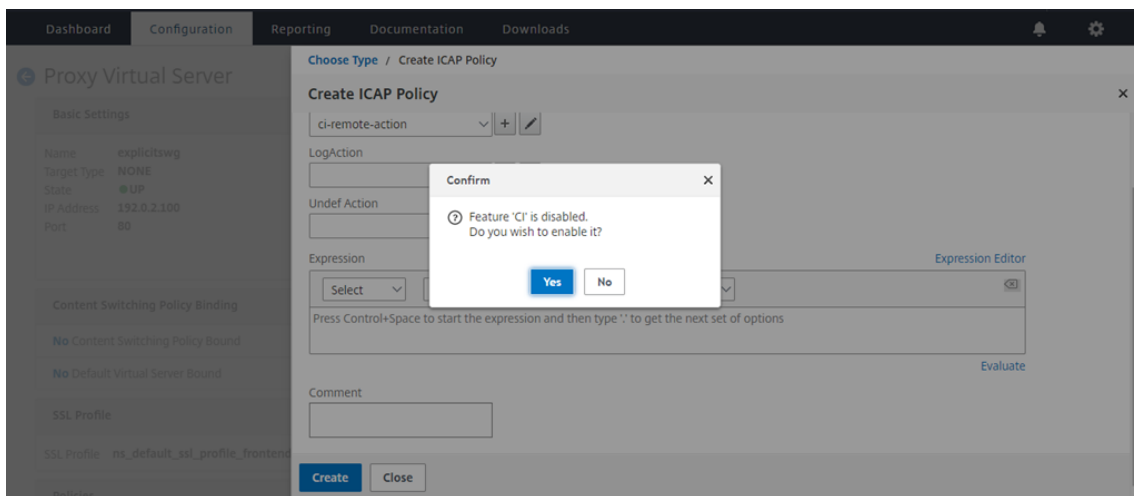 Dashboard Configuration Reporting Documentation Downloads
Proxy Virtual Server
Basic Settings
Name explicitswg
Target Type NONE
State UP
IP Address 192.0.2.100
Port 80
Content Switching Policy Binding
No Content Switching Policy Bound
No Default Virtual Server Bound
SSL Profile
SSL Profile ns_default_ssl_profile_frontend
Policies
Choose Type / Create ICAP Policy
Create ICAP Policy
ci-remote-action
LogAction
Undef Action
Expression
Expression Editor
Select
Press Control+Space to start the expression and then type '.' to get the next set of options
Evaluate
Comment
Create Close
Confirm
Feature 'CI' is disabled.
Do you wish to enable it?
Yes No